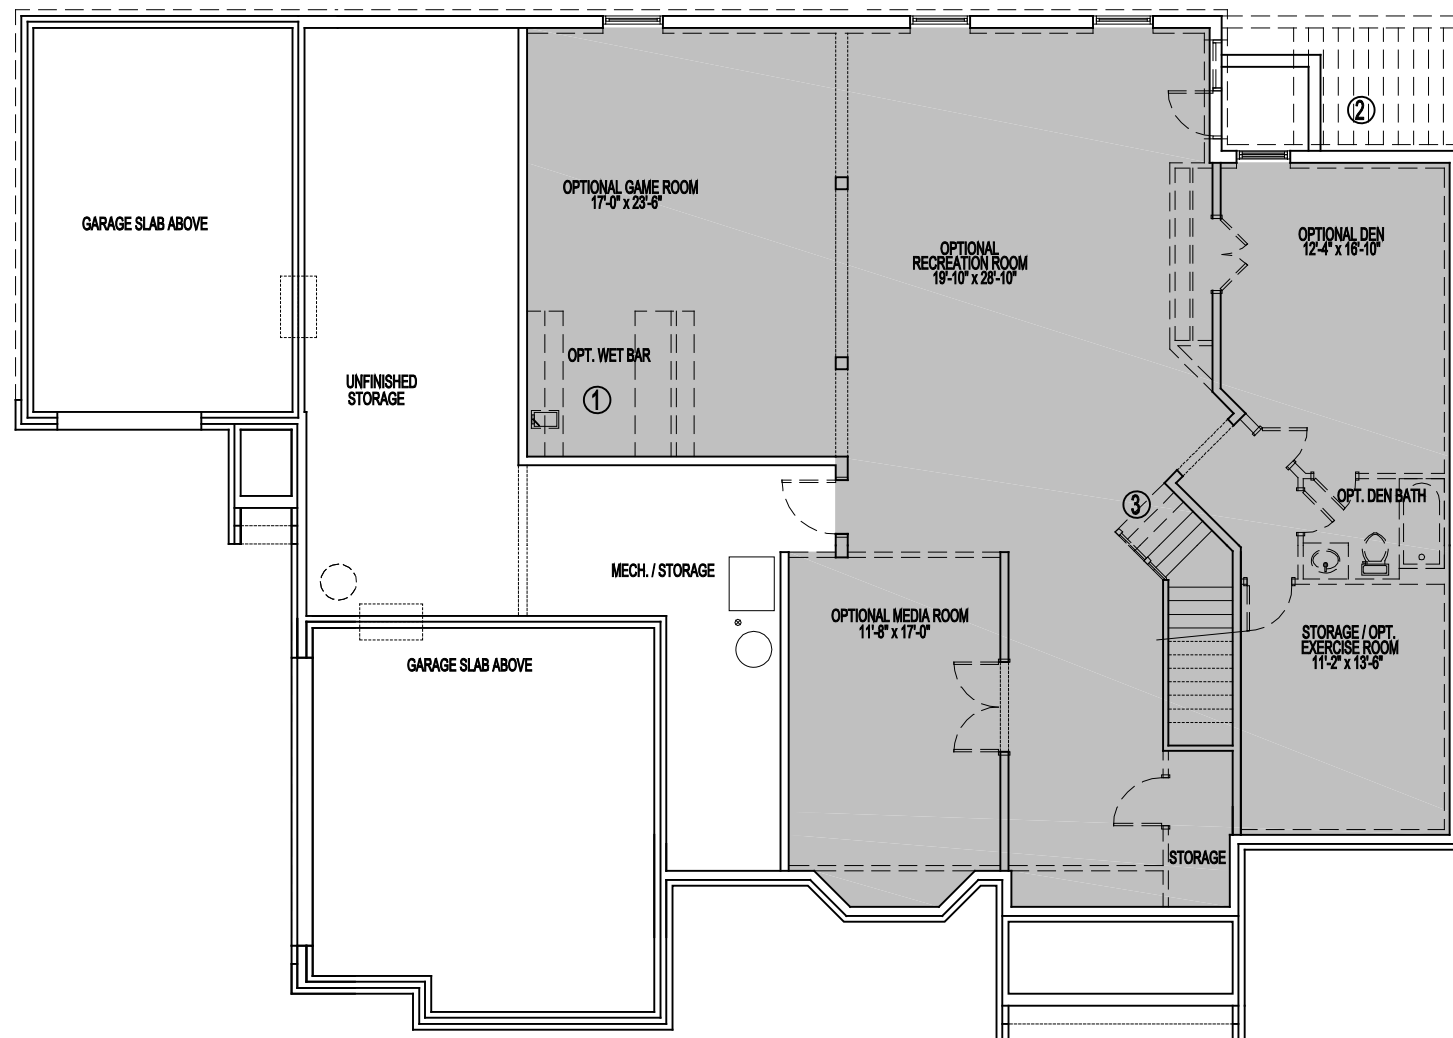 2
OPTIONAL GAME ROOM
17'-0" x 23'-6"
GARAGE SLAB ABOVE
OPTIONAL
RECREATION ROOM
19'-10" x 28'-10"
OPTIONAL DEN
12'-4" x 16'-10"
OPT. WET BAR
1
UNFINISHED
STORAGE
3
OPT. DEN BATH
MECH. / STORAGE
OPTIONAL MEDIA ROOM
11'-8" x 17'-0"
STORAGE / OPT.
EXERCISE ROOM
11'-2" x 13'-6"
GARAGE SLAB ABOVE
STORAGE